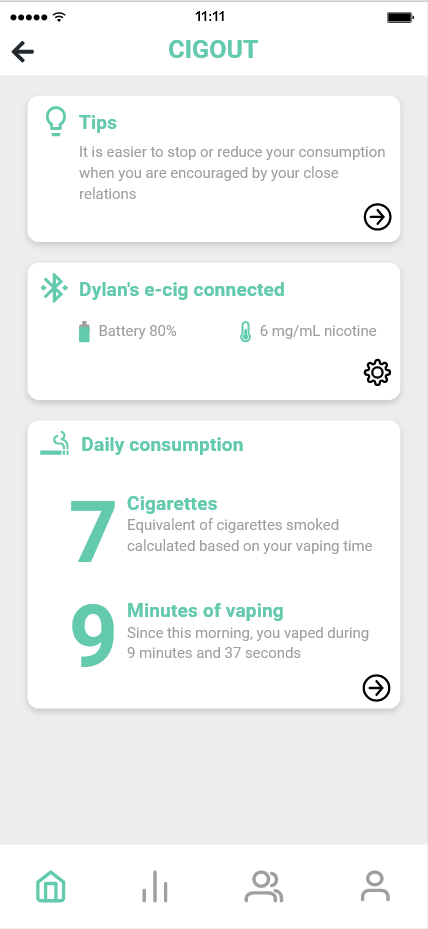 11:11
CIGOUT
Tips
It is easier to stop or reduce your consumption
when you are encouraged by your close
relations
Dylan's e-cig connected
Battery 80%
6 mg/mL nicotine
Daily consumption
7
Cigarettes
Equivalent of cigarettes smoked
calculated based on your vaping time
9
Minutes of vaping
Since this morning, you vaped during
9 minutes and 37 seconds